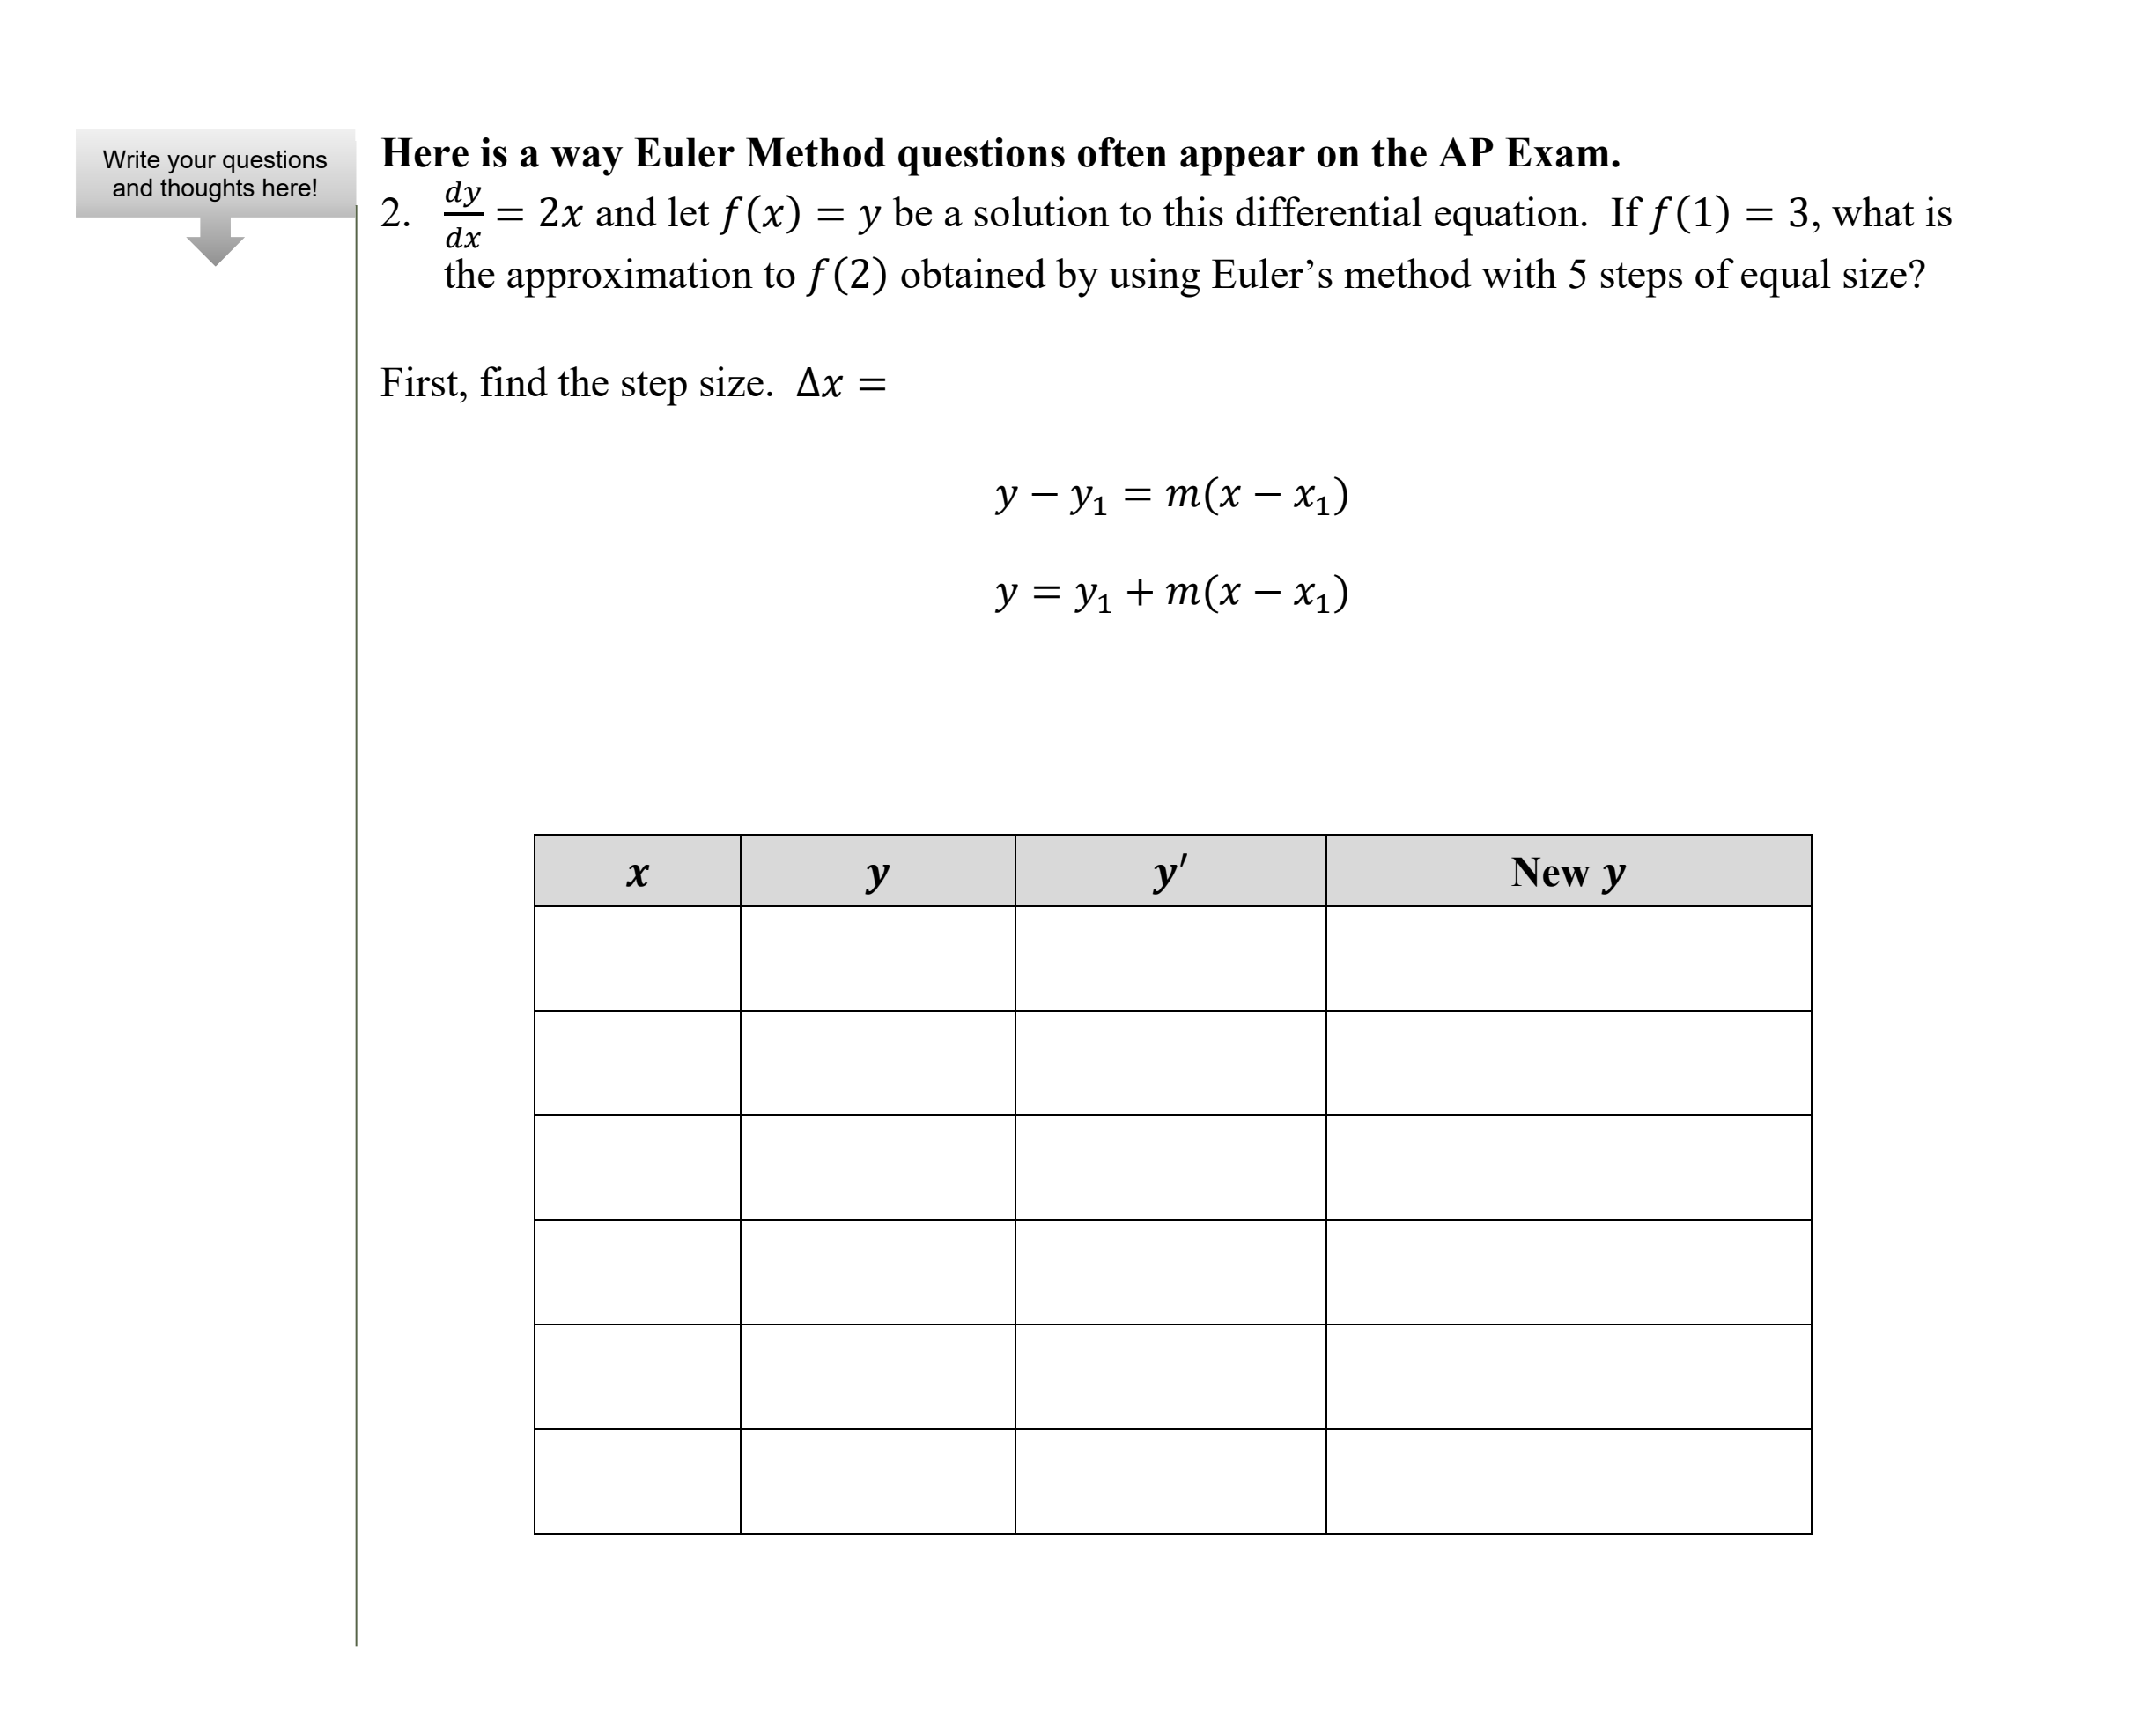 Write your questions
and thoughts here!
Here is a way Euler Method questions often appear on the AP Exam.
2. dy/dx = 2x and let f(x) = y be a solution to this differential equation. If f(1) = 3, what is
the approximation to f(2) obtained by using Euler’s method with 5 steps of equal size?
First, find the step size. Δx =
y − y₁ = m(x − x₁)
y = y₁ + m(x − x₁)
x y y′ New y